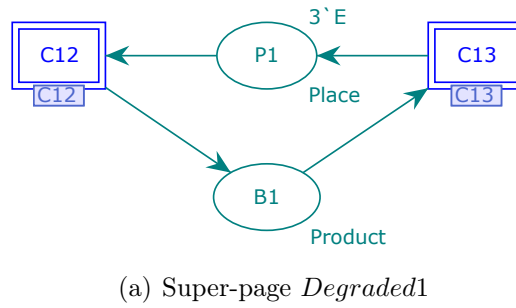 3`E
C12 P1 C13
C12 Place C13
B1
Product
(a) Super-page Degraded1